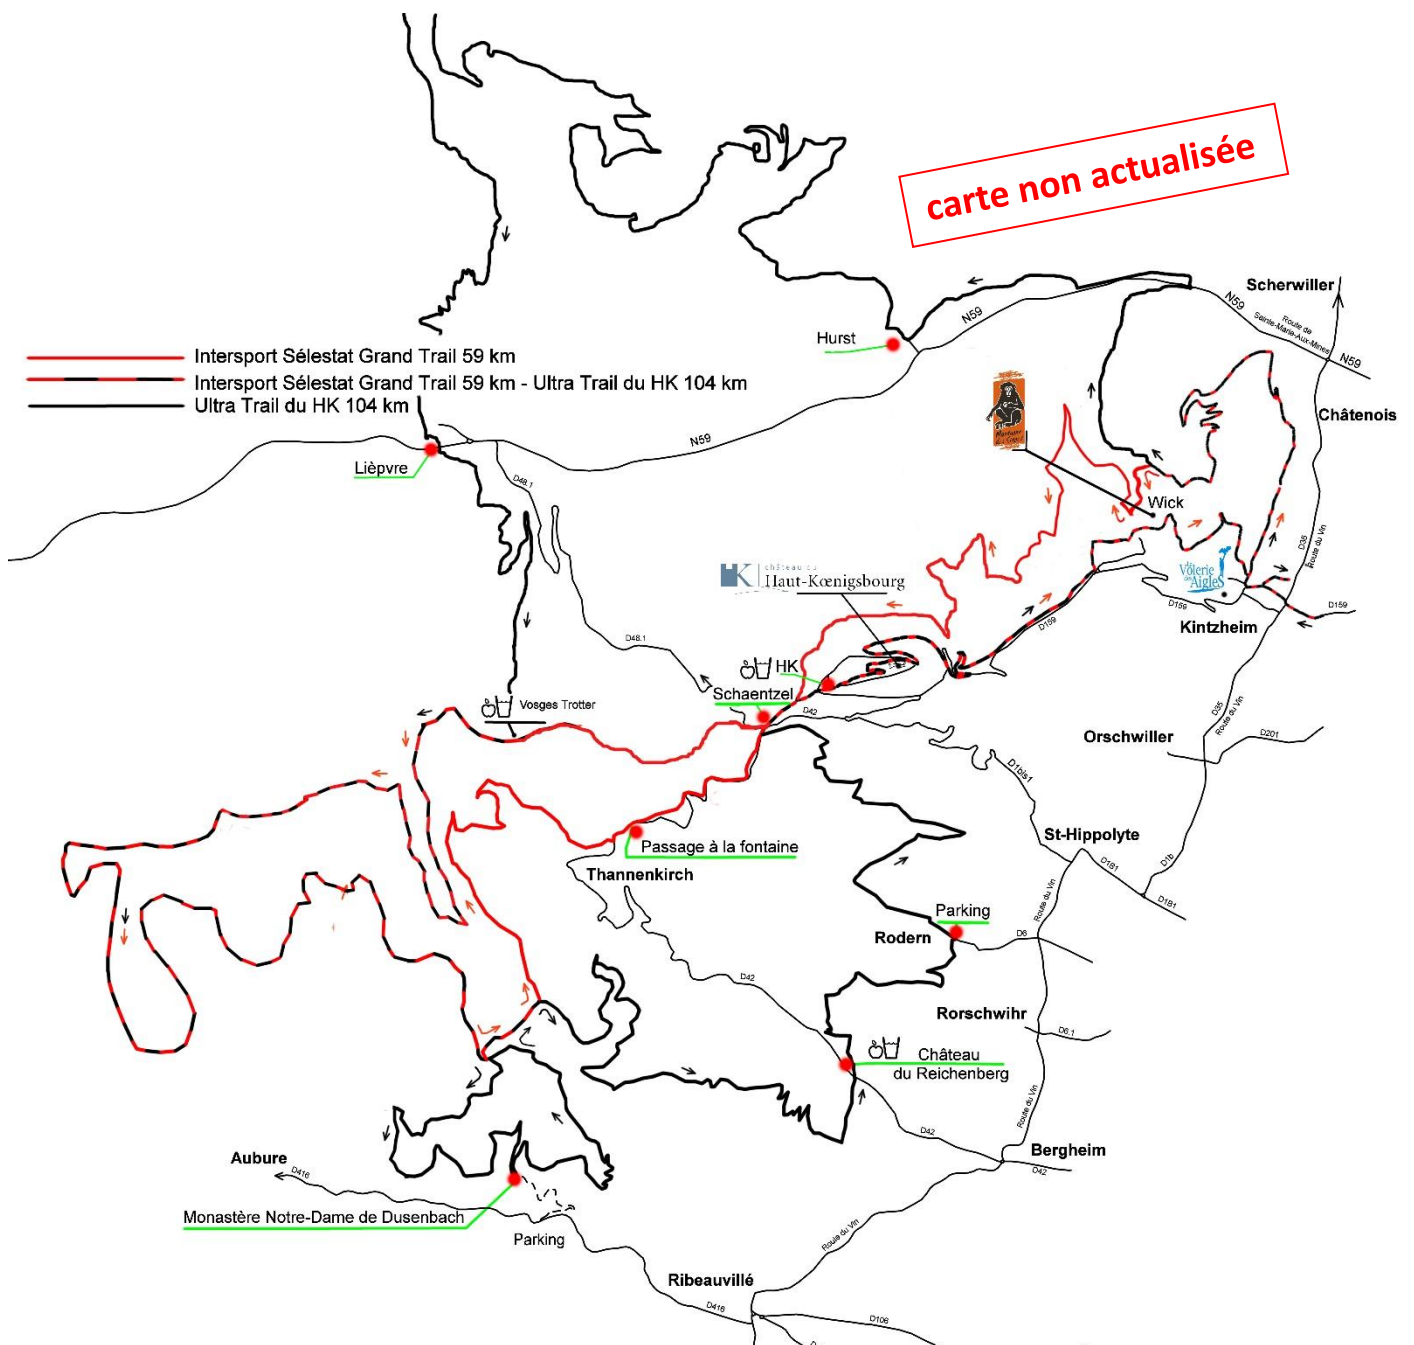 carte non actualisée
Scherwiller
N59
Route de
Sainte-Marie-Aux-Mines
N59
N59
Hurst
Intersport Sélestat Grand Trail 59 km
Intersport Sélestat Grand Trail 59 km - Ultra Trail du HK 104 km
Ultra Trail du HK 104 km
Châtenois
N59
Lièpvre
D48.1
Wick
D35
Route du Vin
château du
Haut-Kœnigsbourg
La
Volerie
des
Aigles
D159
D159
D159
Kintzheim
D48.1
HK
Schaentzel
Vosges Trotter
D42
D35
Route du Vin
Orschwiller
D201
D1bis1
St-Hippolyte
D1b
D181
D181
Passage à la fontaine
Thannenkirch
Route du Vin
Parking
Rodern
D6
D42
Rorschwihr
D6.1
Château
du Reichenberg
Route du Vin
D42
Bergheim
D42
Aubure
D416
Monastère Notre-Dame de Dusenbach
Parking
Route du Vin
Ribeauvillé
D416
D106